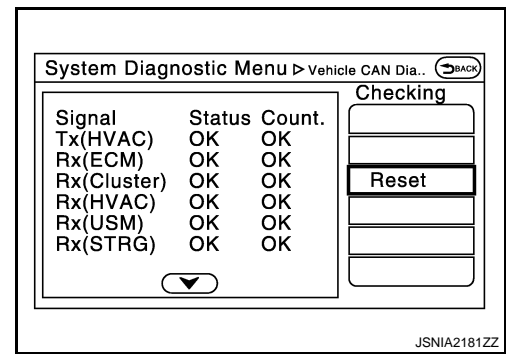 System Diagnostic Menu ▷ Vehicle CAN Dia.. BACK
Checking
Signal Status Count.
Tx(HVAC) OK OK
Rx(ECM) OK OK
Rx(Cluster) OK OK
Rx(HVAC) OK OK
Rx(USM) OK OK
Rx(STRG) OK OK
Reset
JSNIA2181ZZ